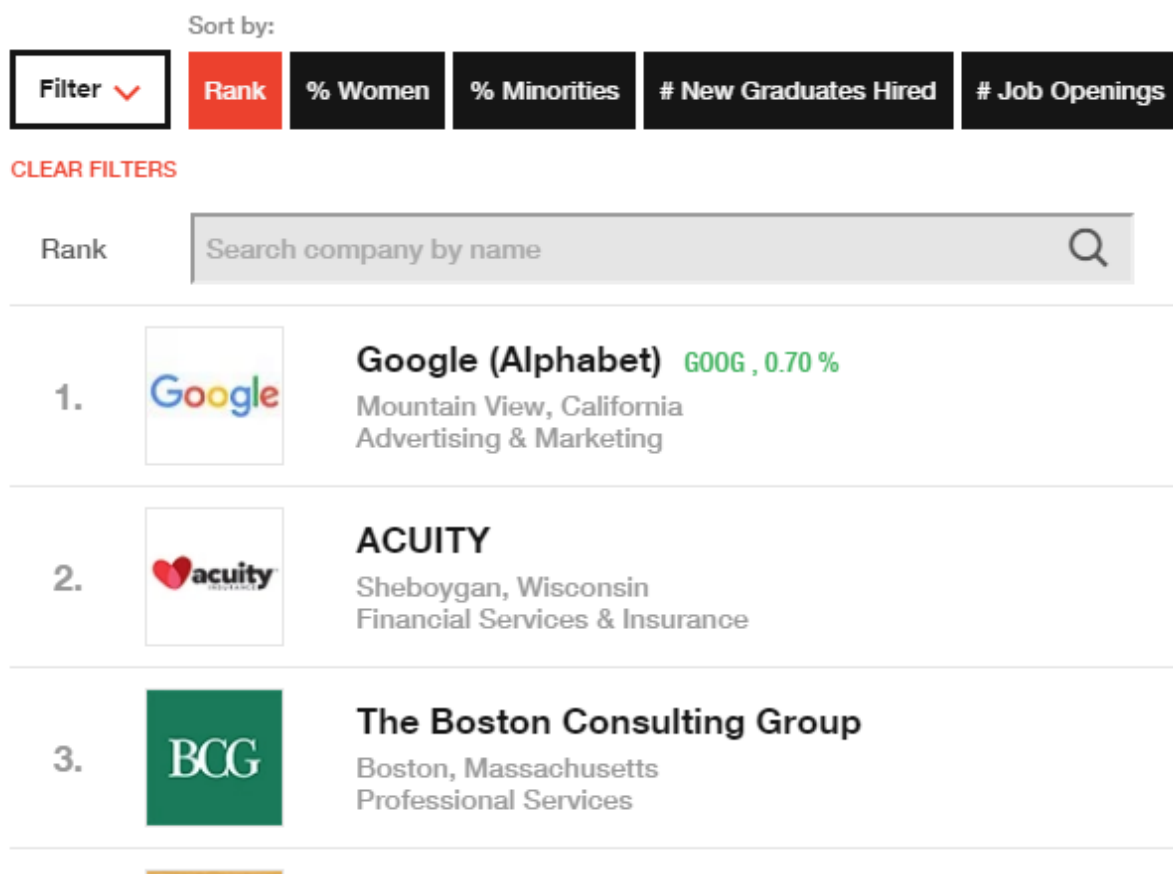 Sort by:
Filter Rank % Women % Minorities # New Graduates Hired # Job Openings
CLEAR FILTERS
Rank Search company by name
1. Google Google (Alphabet) GOOG , 0.70 %
Mountain View, California
Advertising & Marketing
2. acuity ACUITY
INSURANCE
Sheboygan, Wisconsin
Financial Services & Insurance
3. BCG The Boston Consulting Group
Boston, Massachusetts
Professional Services